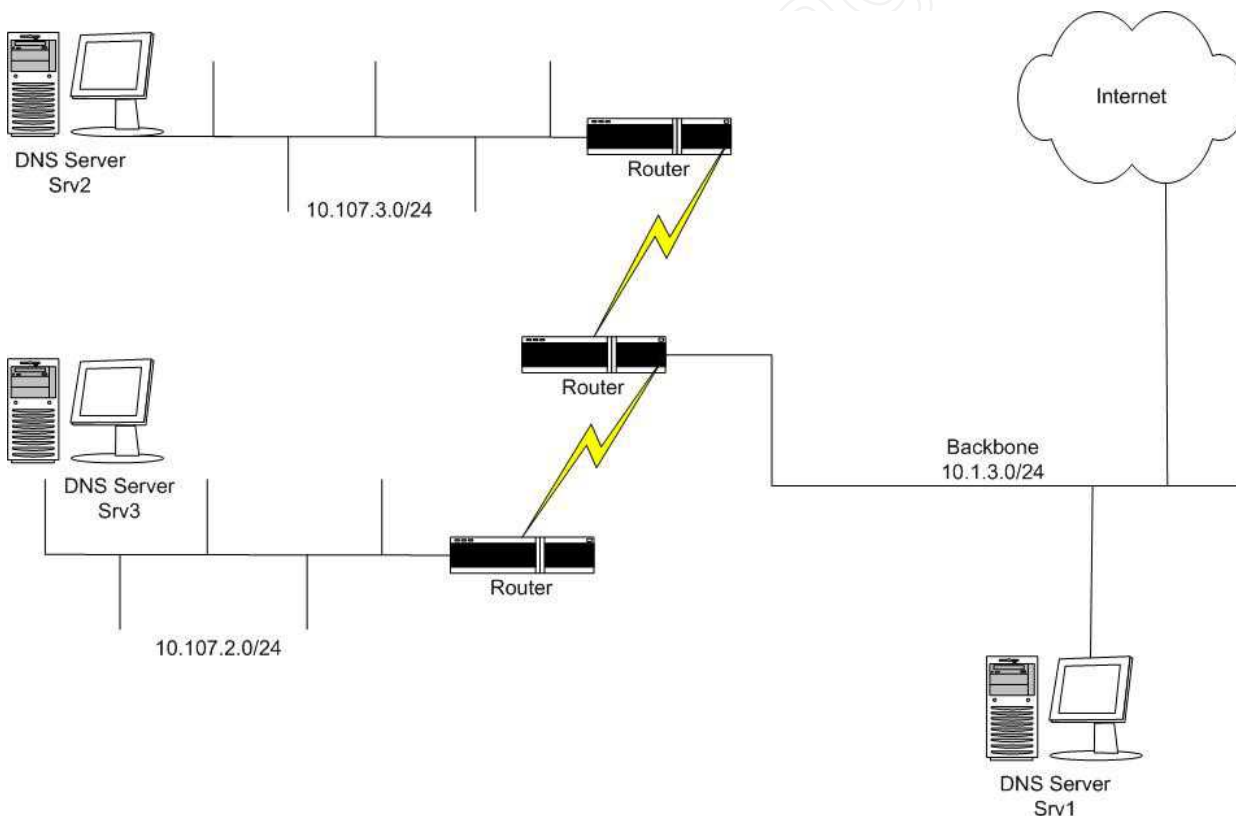 Internet
DNS Server
Srv2
Router
10.107.3.0/24
Router
Backbone
10.1.3.0/24
DNS Server
Srv3
Router
10.107.2.0/24
DNS Server
Srv1